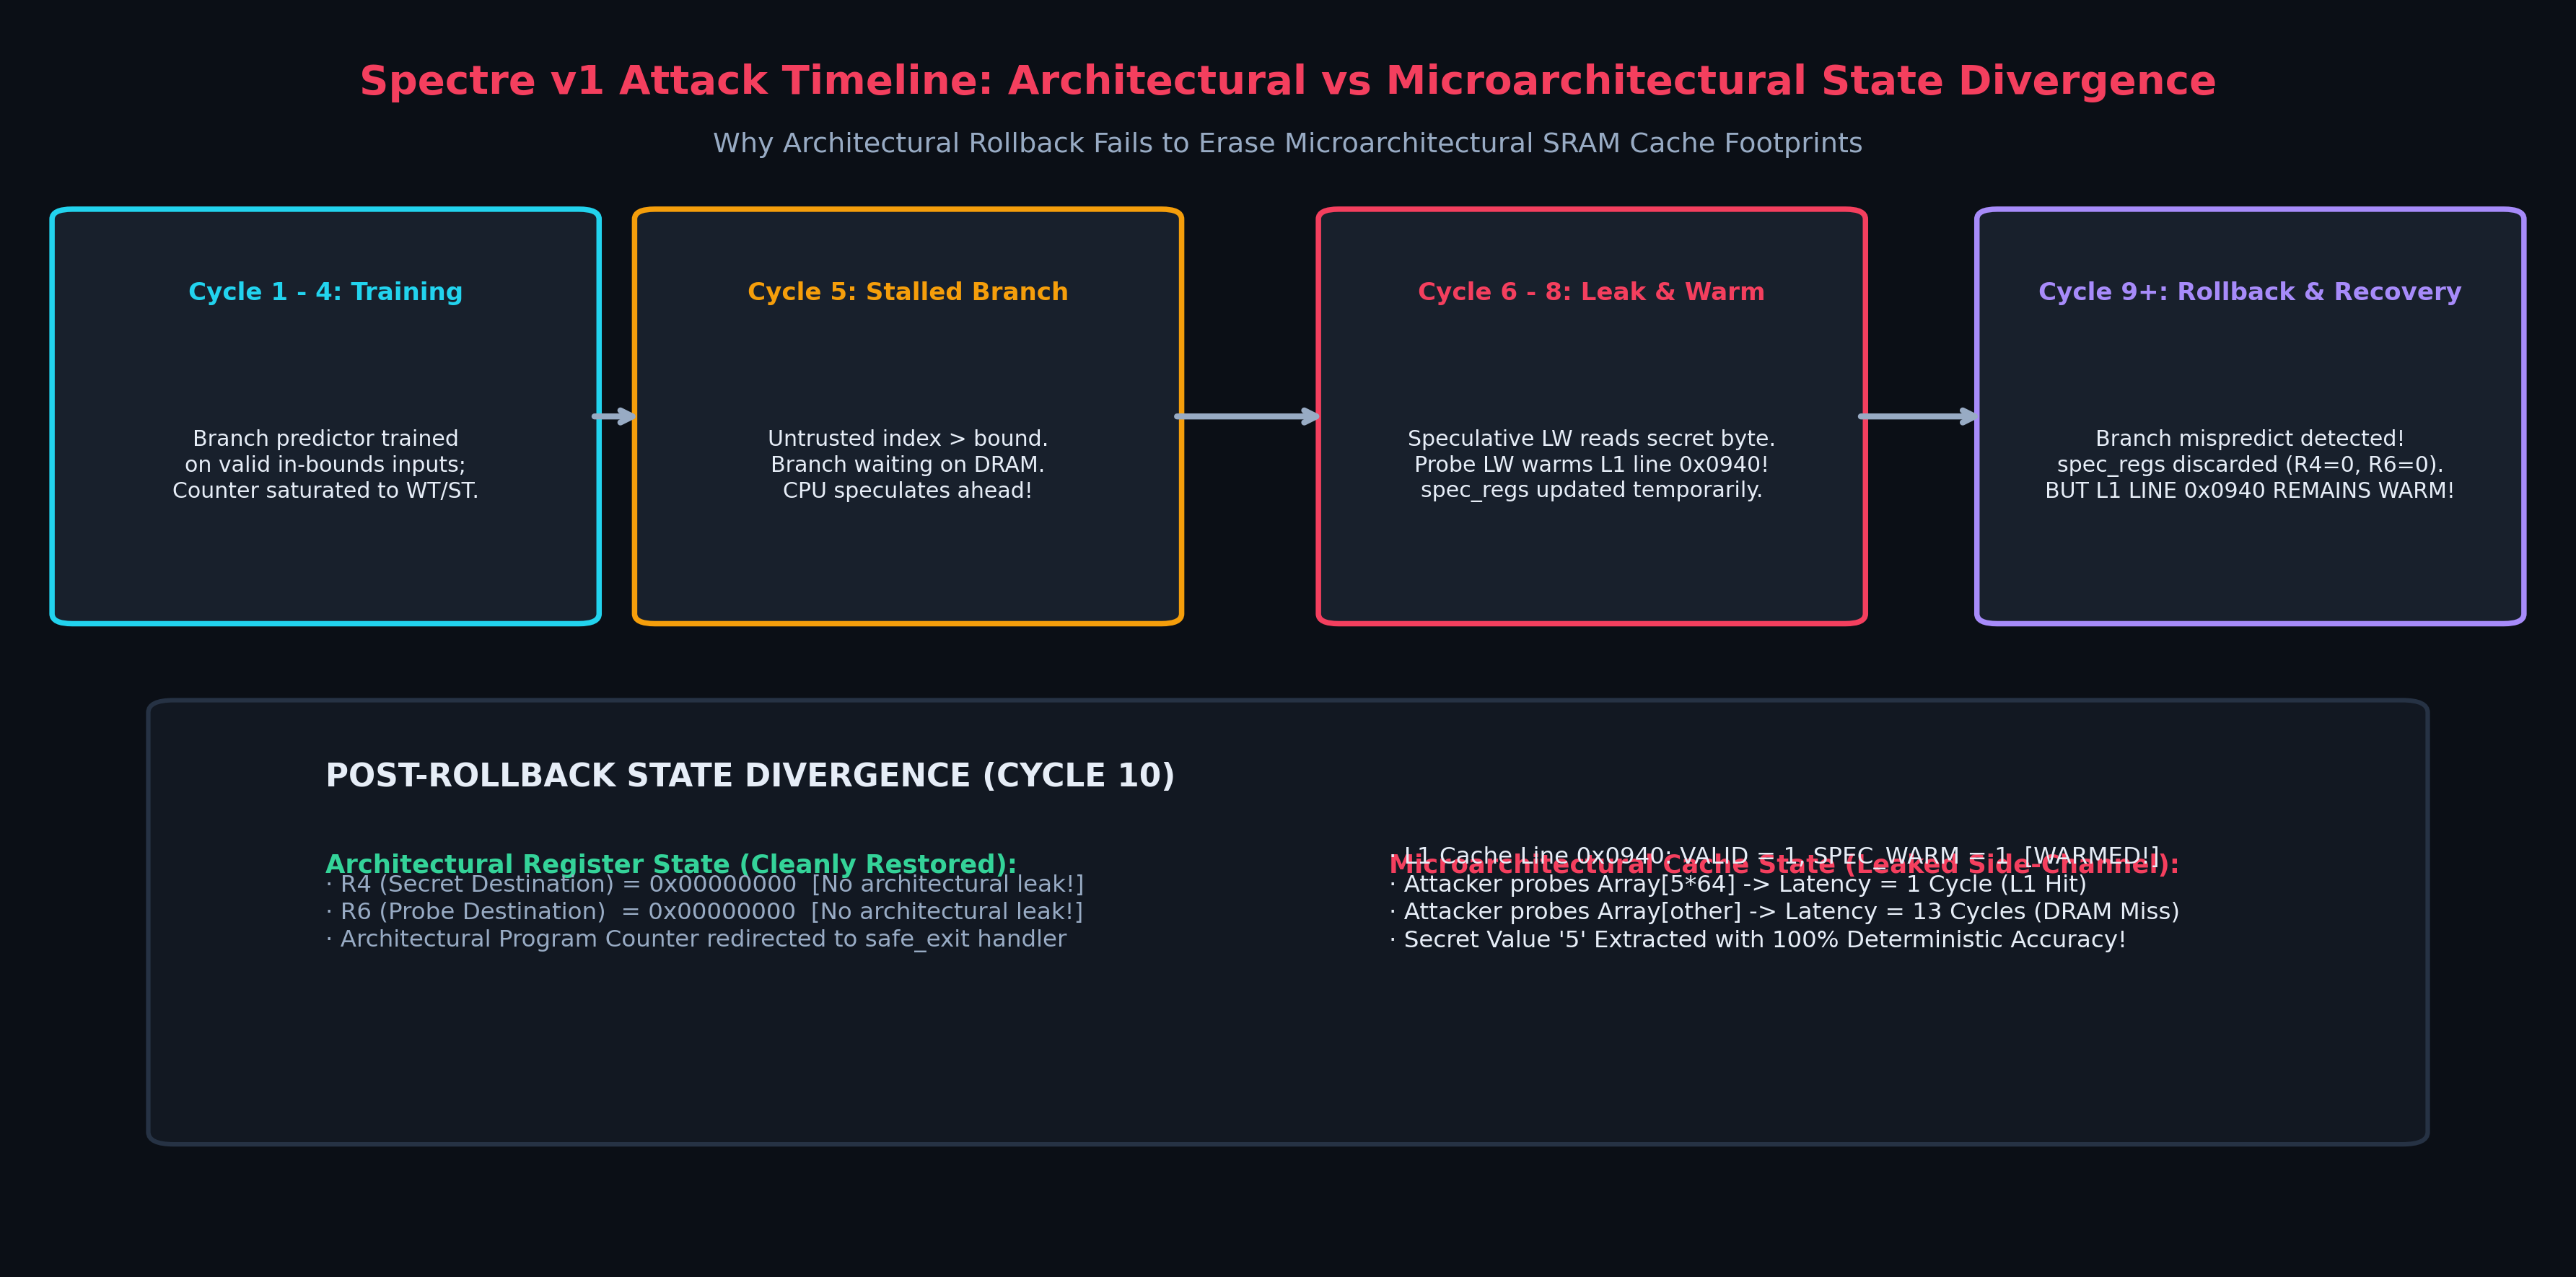 Spectre v1 Attack Timeline: Architectural vs Microarchitectural State Divergence
Why Architectural Rollback Fails to Erase Microarchitectural SRAM Cache Footprints
Cycle 1 - 4: Training
Branch predictor trained
on valid in-bounds inputs;
Counter saturated to WT/ST.
Cycle 5: Stalled Branch
Untrusted index > bound.
Branch waiting on DRAM.
CPU speculates ahead!
Cycle 6 - 8: Leak & Warm
Speculative LW reads secret byte.
Probe LW warms L1 line 0x0940!
spec_regs updated temporarily.
Cycle 9+: Rollback & Recovery
Branch mispredict detected!
spec_regs discarded (R4=0, R6=0).
BUT L1 LINE 0x0940 REMAINS WARM!
POST-ROLLBACK STATE DIVERGENCE (CYCLE 10)
Architectural Register State (Cleanly Restored):
· R4 (Secret Destination) = 0x00000000  [No architectural leak!]
· R6 (Probe Destination)  = 0x00000000  [No architectural leak!]
· Architectural Program Counter redirected to safe_exit handler
Microarchitectural Cache State (Leaked Side-Channel):
· L1 Cache Line 0x0940: VALID = 1, SPEC_WARM = 1  [WARMED!]
· Attacker probes Array[5*64] -> Latency = 1 Cycle (L1 Hit)
· Attacker probes Array[other] -> Latency = 13 Cycles (DRAM Miss)
· Secret Value '5' Extracted with 100% Deterministic Accuracy!